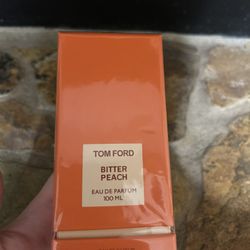 TOM FORD
BITTER
PEACH
EAU DE PARFUM
100 ML